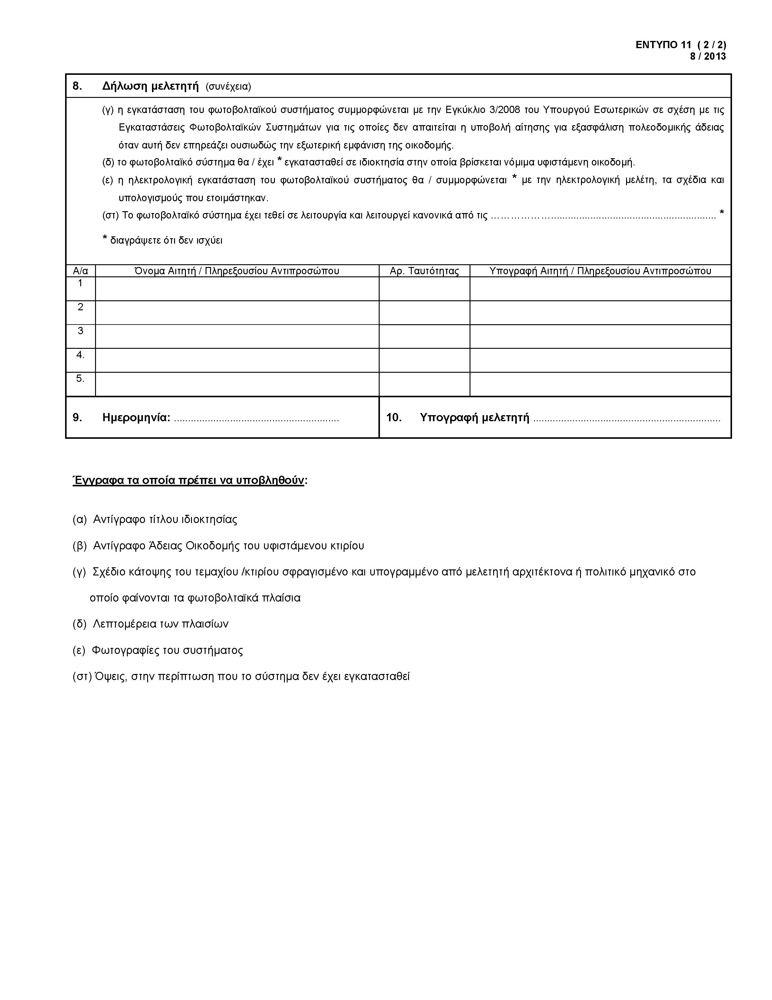 ΕΝΤΥΠΟ 11 ( 2 / 2)
8 / 2013
8. Δήλωση μελετητή (συνέχεια)
(γ) η εγκατάσταση του φωτοβολταϊκού συστήματος συμμορφώνεται με την Εγκύκλιο 3/2008 του Υπουργού Εσωτερικών σε σχέση με τις
Εγκαταστάσεις Φωτοβολταϊκών Συστημάτων για τις οποίες δεν απαιτείται η υποβολή αίτησης για εξασφάλιση πολεοδομικής άδειας
όταν αυτή δεν επηρεάζει ουσιωδώς την εξωτερική εμφάνιση της οικοδομής.
(δ) το φωτοβολταϊκό σύστημα θα / έχει * εγκατασταθεί σε ιδιοκτησία στην οποία βρίσκεται νόμιμα υφιστάμενη οικοδομή.
(ε) η ηλεκτρολογική εγκατάσταση του φωτοβολταϊκού συστήματος θα / συμμορφώνεται * με την ηλεκτρολογική μελέτη, τα σχέδια και
υπολογισμούς που ετοιμάστηκαν.
(στ) Το φωτοβολταϊκό σύστημα έχει τεθεί σε λειτουργία και λειτουργεί κανονικά από τις ………………............................................................ *
* διαγράψετε ότι δεν ισχύει
Α/α Όνομα Αιτητή / Πληρεξουσίου Αντιπροσώπου Αρ. Ταυτότητας Υπογραφή Αιτητή / Πληρεξουσίου Αντιπροσώπου
1
2
3
4.
5.
9. Ημερομηνία: ........................................................... 10. Υπογραφή μελετητή ...................................................................
Έγγραφα τα οποία πρέπει να υποβληθούν:
(α) Αντίγραφο τίτλου ιδιοκτησίας
(β) Αντίγραφο Άδειας Οικοδομής του υφιστάμενου κτιρίου
(γ) Σχέδιο κάτοψης του τεμαχίου /κτιρίου σφραγισμένο και υπογραμμένο από μελετητή αρχιτέκτονα ή πολιτικό μηχανικό στο
οποίο φαίνονται τα φωτοβολταϊκά πλαίσια
(δ) Λεπτομέρεια των πλαισίων
(ε) Φωτογραφίες του συστήματος
(στ) Όψεις, στην περίπτωση που το σύστημα δεν έχει εγκατασταθεί